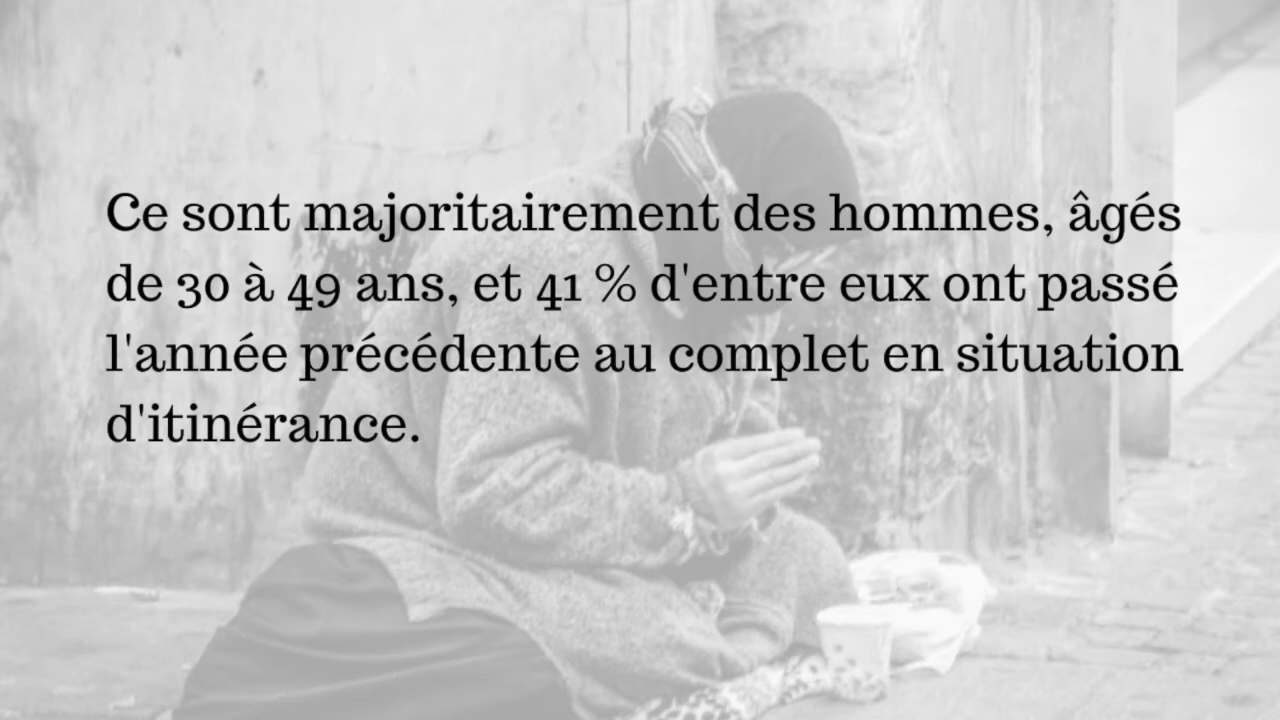 Ce sont majoritairement des hommes, âgés
de 30 à 49 ans, et 41 % d'entre eux ont passé
l'année précédente au complet en situation
d'itinérance.